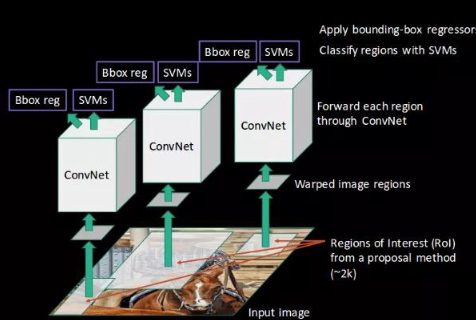 Apply bounding-box regressors
Bbox reg SVMs
Classify regions with SVMs
Bbox reg SVMs
Bbox reg SVMs
Forward each region
through ConvNet
ConvNet
ConvNet
ConvNet
Warped image regions
Regions of Interest (RoI)
from a proposal method
(~2k)
Input image